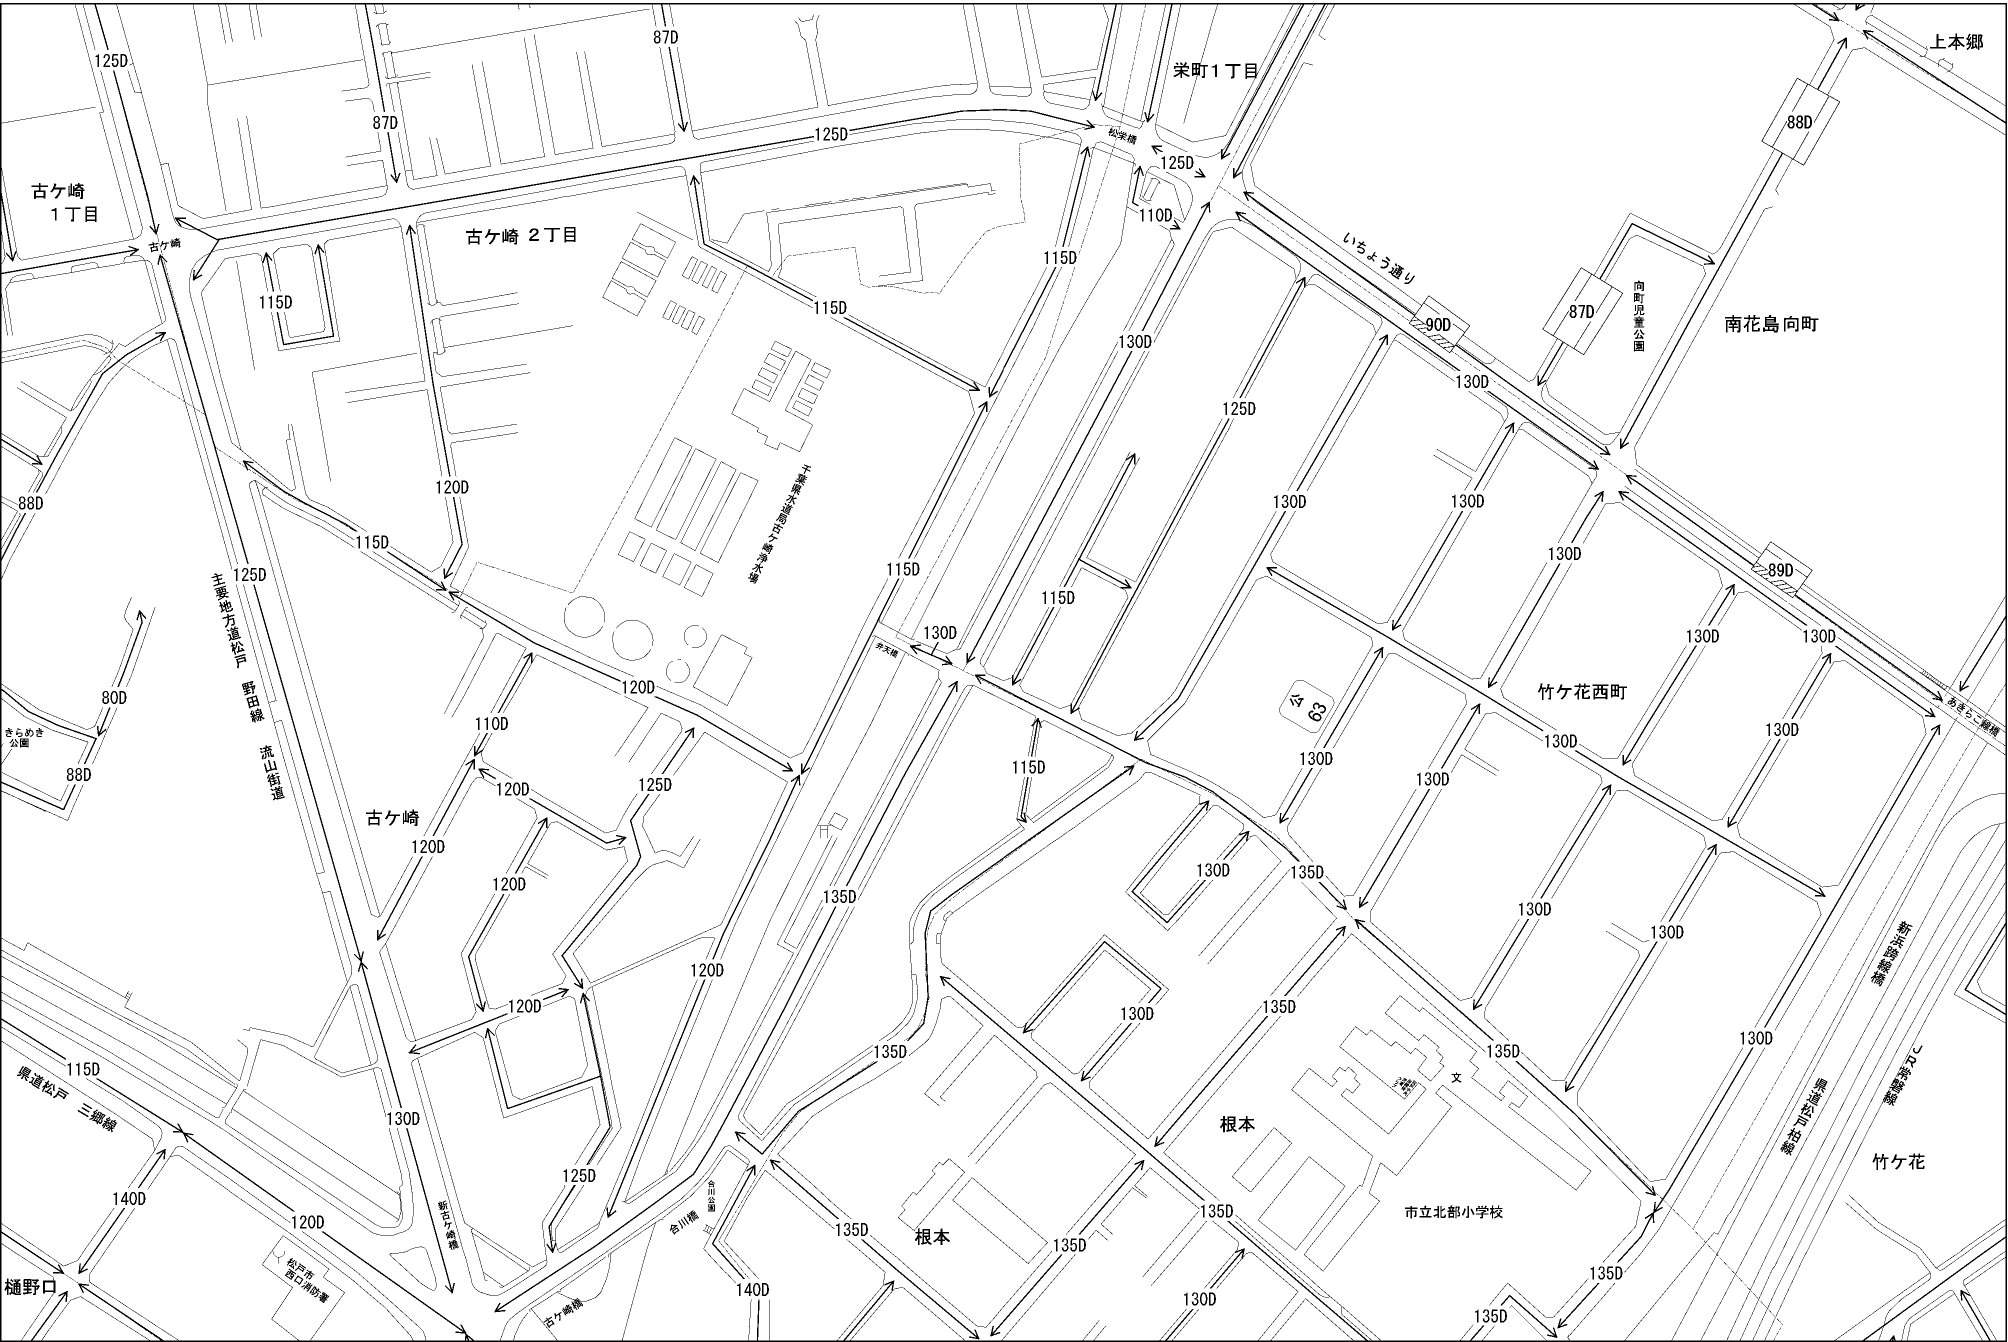 87D
上本郷
125D
栄町１丁目
87D
125D
松栄橋
88D
125D
古ケ崎
１丁目
110D
古ケ崎
古ケ崎 ２丁目
いちょう通り
115D
115D
115D
87D
向町児童公園
90D
南花島向町
130D
130D
125D
千葉県水道局古ケ崎浄水場
120D
88D
130D
130D
115D
130D
125D
115D
89D
主要地方道松戸　野田線　流山街道
115D
130D
130D
130D
弁天橋
120D
80D
公
63
竹ケ花西町
あきらこ線橋
110D
きらめき
公園
130D
130D
115D
130D
88D
120D
125D
130D
古ケ崎
120D
135D
130D
120D
135D
130D
130D
新浜跨線橋
120D
120D
135D
130D
130D
135D
135D
115D
県道松戸　三郷線
文
ＪＲ常磐線
県道松戸柏線
130D
根本
竹ケ花
125D
140D
合川公園
新古ケ崎橋
120D
合川橋
135D
135D
市立北部小学校
根本
135D
松戸市
西口消防署
135D
樋野口
140D
130D
古ケ崎橋
135D